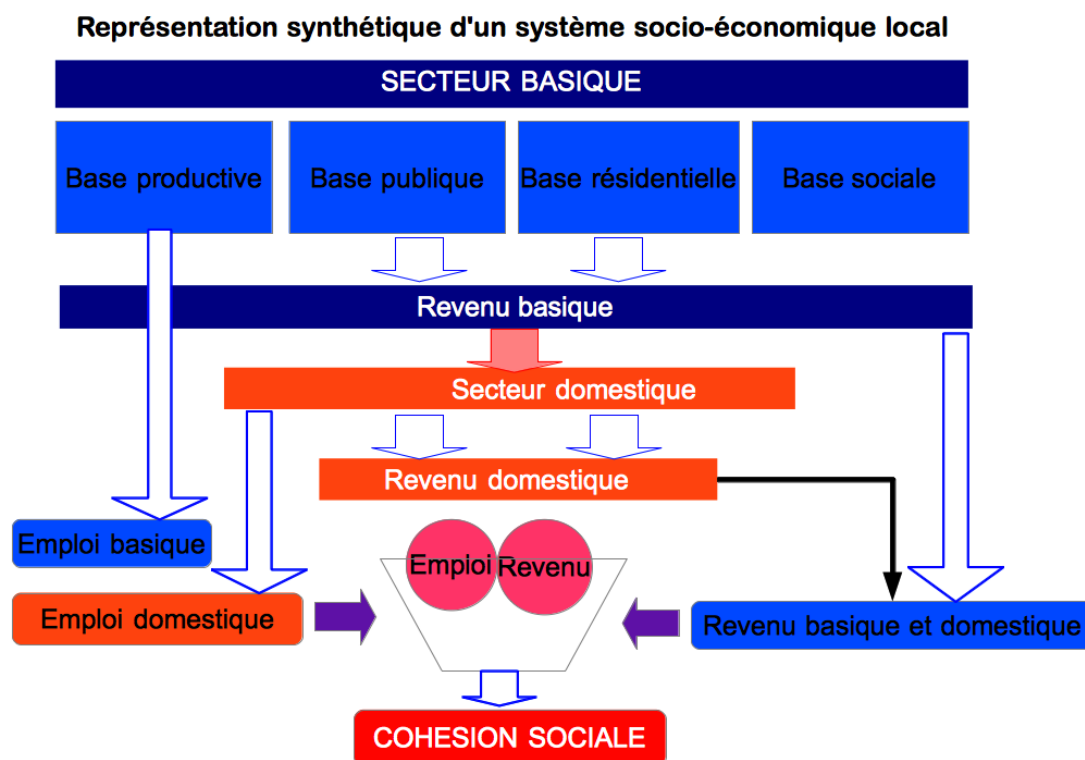 Représentation synthétique d'un système socio-économique local
SECTEUR BASIQUE
Base productive
Base publique
Base résidentielle
Base sociale
Revenu basique
Secteur domestique
Revenu domestique
Emploi basique
Emploi
Revenu
Emploi domestique
Revenu basique et domestique
COHESION SOCIALE